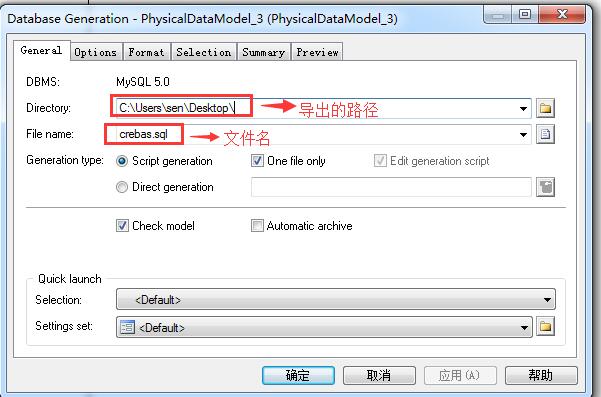 Database Generation - PhysicalDataModel_3 (PhysicalDataModel_3)
General Options Format Selection Summary Preview
DBMS: MySQL 5.0
Directory: C:\Users\sen\Desktop\ 导出的路径
File name: crebas.sql 文件名
Generation type: Script generation One file only Edit generation script
Direct generation
Check model Automatic archive
Quick launch
Selection: <Default>
Settings set: <Default>
确定 取消 应用(A) 帮助